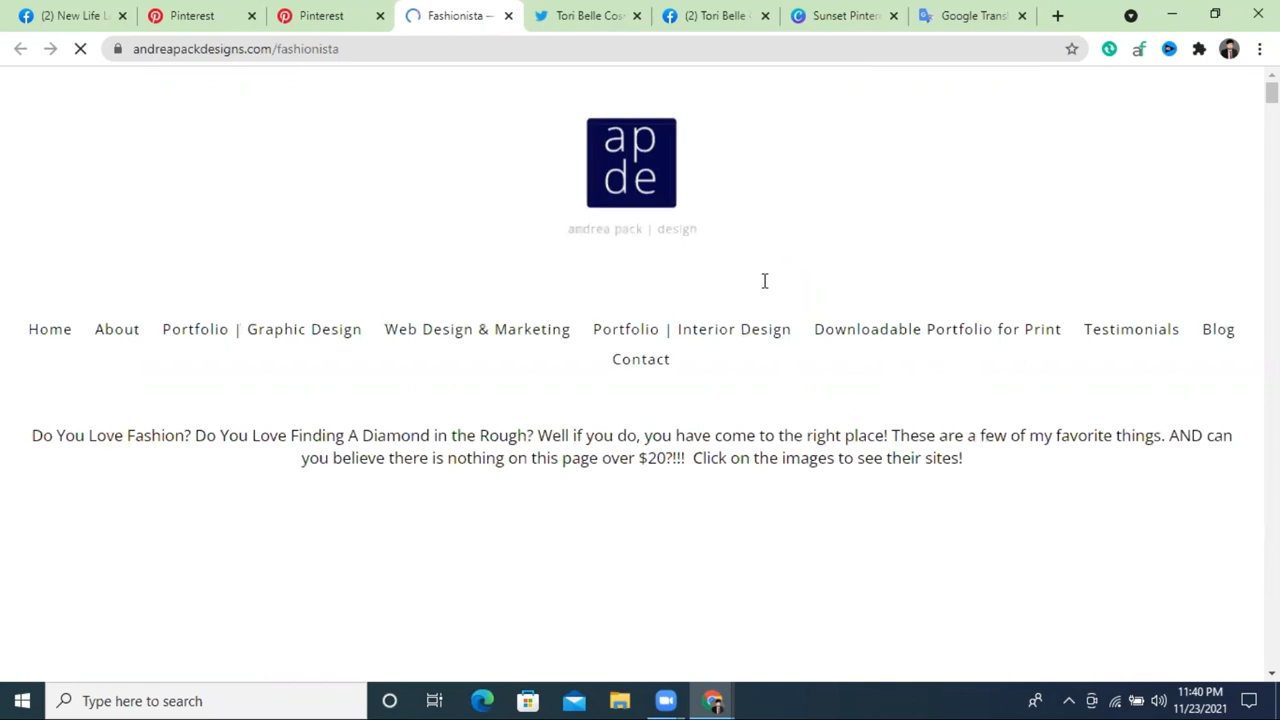 (2) New Life L
Pinterest
Pinterest
Fashionista —
Tori Belle Cos
(2) Tori Belle
Sunset Pinter
Google Trans
andreapackdesigns.com/fashionista
ap
de
andrea pack | design
Home About Portfolio | Graphic Design Web Design & Marketing Portfolio | Interior Design Downloadable Portfolio for Print Testimonials Blog
Contact
Do You Love Fashion? Do You Love Finding A Diamond in the Rough? Well if you do, you have come to the right place! These are a few of my favorite things. AND can
you believe there is nothing on this page over $20?!!! Click on the images to see their sites!
Type here to search
11:40 PM
11/23/2021